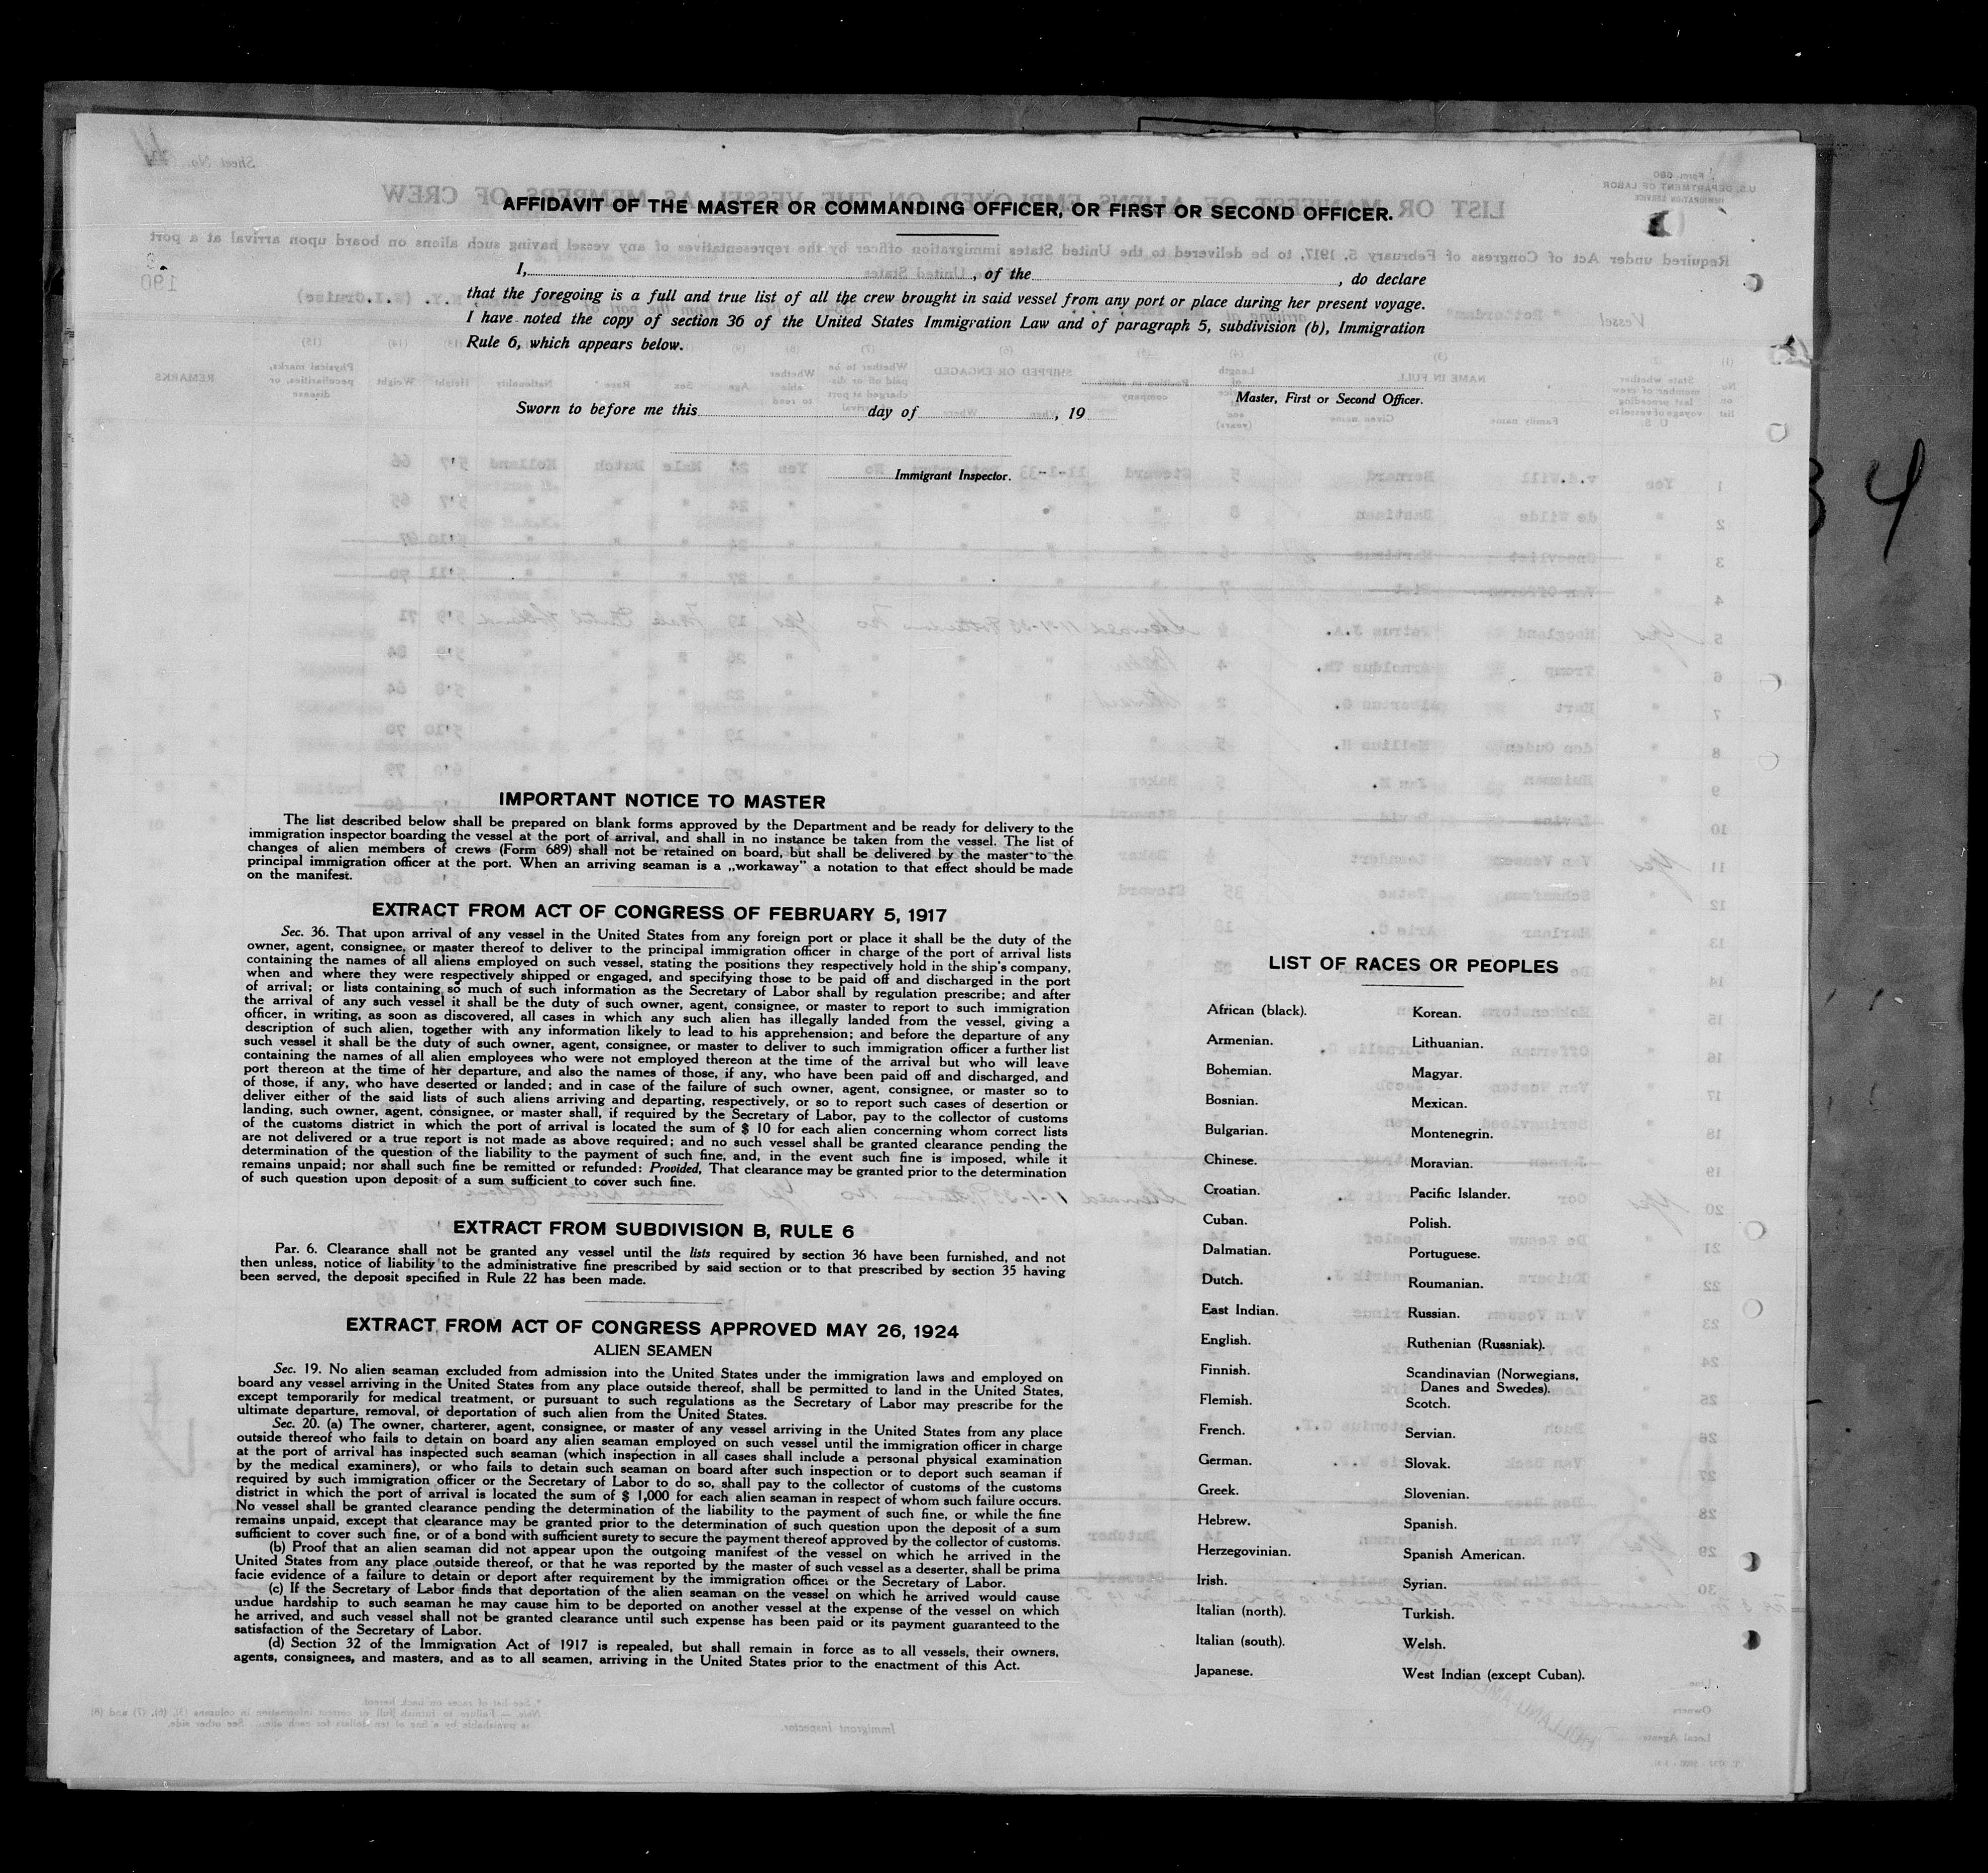 AFFIDAVIT OF THE MASTER OR COMMANDING OFFICER, OR FIRST OR SECOND OFFICER.
I, , of the , do declare
that the foregoing is a full and true list of all the crew brought in said vessel from any port or place during her present voyage.
I have noted the copy of section 36 of the United States Immigration Law and of paragraph 5, subdivision (b), Immigration
Rule 6, which appears below.
Master, First or Second Officer.
Sworn to before me this day of , 19
Immigrant Inspector.
34
IMPORTANT NOTICE TO MASTER
The list described below shall be prepared on blank forms approved by the Department and be ready for delivery to the
immigration inspector boarding the vessel at the port of arrival, and shall in no instance be taken from the vessel. The list of
changes of alien members of crews (Form 689) shall not be retained on board, but shall be delivered by the master to the
principal immigration officer at the port. When an arriving seaman is a „workaway” a notation to that effect should be made
on the manifest.
EXTRACT FROM ACT OF CONGRESS OF FEBRUARY 5, 1917
Sec. 36. That upon arrival of any vessel in the United States from any foreign port or place it shall be the duty of the
owner, agent, consignee, or master thereof to deliver to the principal immigration officer in charge of the port of arrival lists
containing the names of all aliens employed on such vessel, stating the positions they respectively hold in the ship's company,
when and where they were respectively shipped or engaged, and specifying those to be paid off and discharged in the port
of arrival; or lists containing so much of such information as the Secretary of Labor shall by regulation prescribe; and after
the arrival of any such vessel it shall be the duty of such owner, agent, consignee, or master to report to such immigration
officer, in writing, as soon as discovered, all cases in which any such alien has illegally landed from the vessel, giving a
description of such alien, together with any information likely to lead to his apprehension; and before the departure of any
such vessel it shall be the duty of such owner, agent, consignee, or master to deliver to such immigration officer a further list
containing the names of all alien employees who were not employed thereon at the time of the arrival but who will leave
port thereon at the time of her departure, and also the names of those, if any, who have been paid off and discharged, and
of those, if any, who have deserted or landed; and in case of the failure of such owner, agent, consignee, or master so to
deliver either of the said lists of such aliens arriving and departing, respectively, or so to report such cases of desertion or
landing, such owner, agent, consignee, or master shall, if required by the Secretary of Labor, pay to the collector of customs
of the customs district in which the port of arrival is located the sum of $ 10 for each alien concerning whom correct lists
are not delivered or a true report is not made as above required; and no such vessel shall be granted clearance pending the
determination of the question of the liability to the payment of such fine, and, in the event such fine is imposed, while it
remains unpaid; nor shall such fine be remitted or refunded: Provided, That clearance may be granted prior to the determination
of such question upon deposit of a sum sufficient to cover such fine.
EXTRACT FROM SUBDIVISION B, RULE 6
Par. 6. Clearance shall not be granted any vessel until the lists required by section 36 have been furnished, and not
then unless, notice of liability to the administrative fine prescribed by said section or to that prescribed by section 35 having
been served, the deposit specified in Rule 22 has been made.
EXTRACT FROM ACT OF CONGRESS APPROVED MAY 26, 1924
ALIEN SEAMEN
Sec. 19. No alien seaman excluded from admission into the United States under the immigration laws and employed on
board any vessel arriving in the United States from any place outside thereof, shall be permitted to land in the United States,
except temporarily for medical treatment, or pursuant to such regulations as the Secretary of Labor may prescribe for the
ultimate departure, removal, or deportation of such alien from the United States.
Sec. 20. (a) The owner, charterer, agent, consignee, or master of any vessel arriving in the United States from any place
outside thereof who fails to detain on board any alien seaman employed on such vessel until the immigration officer in charge
at the port of arrival has inspected such seaman (which inspection in all cases shall include a personal physical examination
by the medical examiners), or who fails to detain such seaman on board after such inspection or to deport such seaman if
required by such immigration officer or the Secretary of Labor to do so, shall pay to the collector of customs of the customs
district in which the port of arrival is located the sum of $ 1,000 for each alien seaman in respect of whom such failure occurs.
No vessel shall be granted clearance pending the determination of the liability to the payment of such fine, or while the fine
remains unpaid, except that clearance may be granted prior to the determination of such question upon the deposit of a sum
sufficient to cover such fine, or of a bond with sufficient surety to secure the payment thereof approved by the collector of customs.
(b) Proof that an alien seaman did not appear upon the outgoing manifest of the vessel on which he arrived in the
United States from any place outside thereof, or that he was reported by the master of such vessel as a deserter, shall be prima
facie evidence of a failure to detain or deport after requirement by the immigration officer or the Secretary of Labor.
(c) If the Secretary of Labor finds that deportation of the alien seaman on the vessel on which he arrived would cause
undue hardship to such seaman he may cause him to be deported on another vessel at the expense of the vessel on which
he arrived, and such vessel shall not be granted clearance until such expense has been paid or its payment guaranteed to the
satisfaction of the Secretary of Labor.
(d) Section 32 of the Immigration Act of 1917 is repealed, but shall remain in force as to all vessels, their owners,
agents, consignees, and masters, and as to all seamen, arriving in the United States prior to the enactment of this Act.
LIST OF RACES OR PEOPLES
African (black).
Armenian.
Bohemian.
Bosnian.
Bulgarian.
Chinese.
Croatian.
Cuban.
Dalmatian.
Dutch.
East Indian.
English.
Finnish.
Flemish.
French.
German.
Greek.
Hebrew.
Herzegovinian.
Irish.
Italian (north).
Italian (south).
Japanese.
Korean.
Lithuanian.
Magyar.
Mexican.
Montenegrin.
Moravian.
Pacific Islander.
Polish.
Portuguese.
Roumanian.
Russian.
Ruthenian (Russniak).
Scandinavian (Norwegians,
Danes and Swedes).
Scotch.
Servian.
Slovak.
Slovenian.
Spanish.
Spanish American.
Syrian.
Turkish.
Welsh.
West Indian (except Cuban).